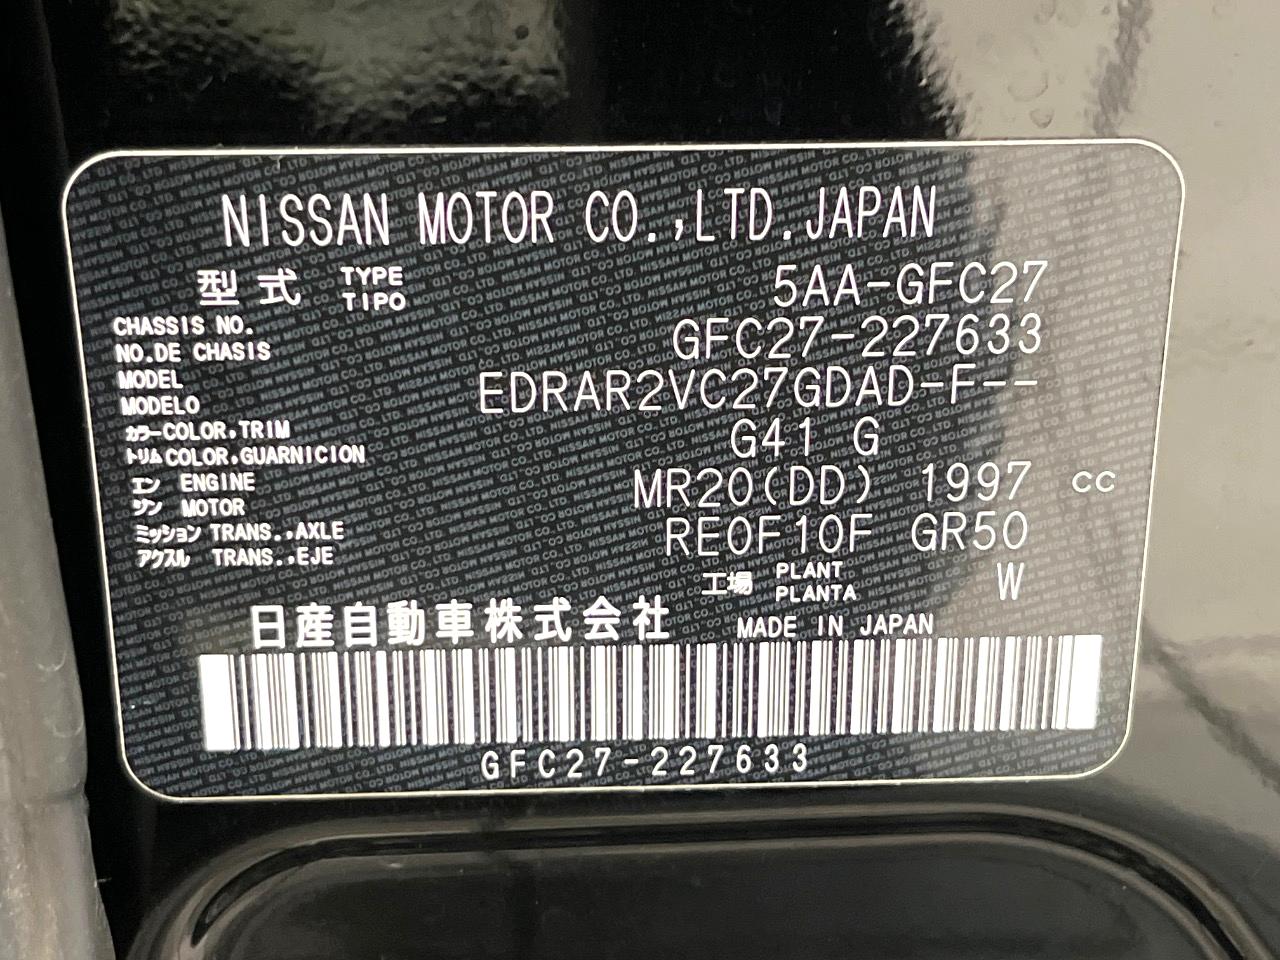 NISSAN MOTOR CO.,LTD.JAPAN
型式 TYPE TIPO 5AA-GFC27
CHASSIS NO.
NO.DE CHASIS GFC27-227633
MODEL
MODELO EDRAR2VC27GDAD-F--
カラー COLOR,TRIM
トリム COLOR,GUARNICION G41 G
エン ENGINE
ジン MOTOR MR20(DD) 1997 cc
ミッション TRANS.,AXLE
アクスル TRANS.,EJE RE0F10F GR50
工場 PLANT PLANTA W
日産自動車株式会社 MADE IN JAPAN
GFC27-227633